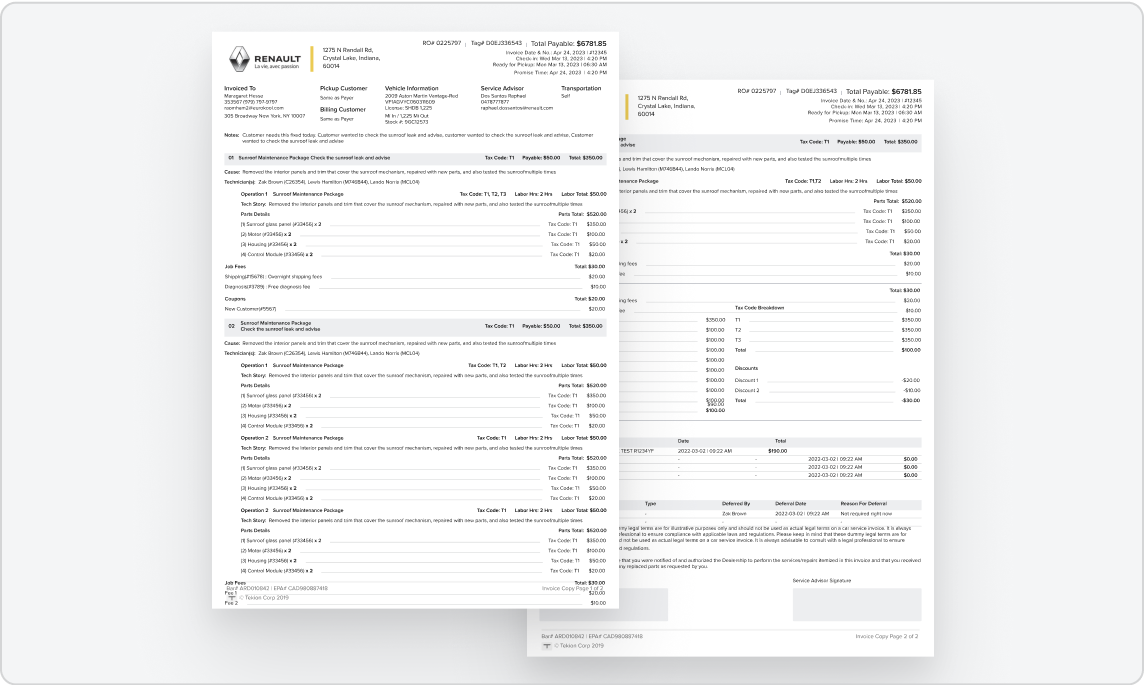 RO# 0225797 | Tag# D0EJ336543 | Total Payable: $6781.85
Invoice Date & No.: Apr 24, 2023 | #12345
Check in: Wed Mar 13, 2023 | 4:20 PM
Ready for Pickup: Mon Mar 13, 2023 | 06:30 AM
Promise Time: Apr 24, 2023 | 4:20 PM
RENAULT
La vie, avec passion
1275 N Rendall Rd,
Crystal Lake, Indiana,
60014
Invoiced To
Maragaret Phrase
353507 (979) 797-9797
noemham2@eurokool.com
305 Broadway New York, NY 10007
Pickup Customer
Same as Payer
Billing Customer
Same as Payer
Vehicle Information
2009 Aston Martin Ventega-Red
License: SHDB 1,225
Mi In / 1,225 Mi Out
Stock #: 9GC12573
Service Advisor
Dos Santos Raphael
0478777877
raphael.dossantos@renault.com
Transportation
Self
Notes: Customer needs this fixed today. Customer wanted to check the sunroof leak and advise, customer wanted to check the sunroof leak and advise. Customer
wanted to check the sunroof leak and advise
01 Sunroof Maintenance Package Check the sunroof leak and advise Tax Code: T1 Payable: $50.00 Total: $350.00
Cause: Removed the interior panels and trim that cover the sunroof mechanism, repaired with new parts, and also tested the sunroofmultiple times
Technician(s): Zak Brown (C26354), Lewis Hamilton (M746B44), Lando Norris (MCL04)
Operation 1 Sunroof Maintenance Package Tax Code: T1, T2, T3 Labor Hrs: 2 Hrs Labor Total: $50.00
Tech Story: Removed the interior panels and trim that cover the sunroof mechanism, repaired with new parts, and also tested the sunroofmultiple times
Parts Details Parts Total: $520.00
(1) Sunroof glass panel (#33456) x 2 Tax Code: T1 $350.00
(2) Motor (#33456) x 2 Tax Code: T1 $100.00
(3) Housing (#33456) x 2 Tax Code: T1 $50.00
(4) Control Module (#33456) x 2 Tax Code: T1 $20.00
Job Fees Total: $30.00
Shipping(#15676) : Overnight shipping fees $20.00
Diagnosis(#3789) : Free diagnosis fee $10.00
Coupons Total: $20.00
New Customer(#5567) $20.00
02 Sunroof Maintenance Package
Check the sunroof leak and advise Tax Code: T1 Payable: $50.00 Total: $350.00
Cause: Removed the interior panels and trim that cover the sunroof mechanism, repaired with new parts, and also tested the sunroofmultiple times
Technician(s): Zak Brown (C26354), Lewis Hamilton (M746B44), Lando Norris (MCL04)
Operation 1 Sunroof Maintenance Package Tax Code: T1, T2 Labor Hrs: 2 Hrs Labor Total: $50.00
Tech Story: Removed the interior panels and trim that cover the sunroof mechanism, repaired with new parts, and also tested the sunroofmultiple times
Parts Details Parts Total: $520.00
(1) Sunroof glass panel (#33456) x 2 Tax Code: T1 $350.00
(2) Motor (#33456) x 2 Tax Code: T1 $100.00
(3) Housing (#33456) x 2 Tax Code: T1 $50.00
(4) Control Module (#33456) x 2 Tax Code: T1 $20.00
Operation 2 Sunroof Maintenance Package Tax Code: T1 Labor Hrs: 2 Hrs Labor Total: $50.00
Tech Story: Removed the interior panels and trim that cover the sunroof mechanism, repaired with new parts, and also tested the sunroofmultiple times
Parts Details Parts Total: $520.00
(1) Sunroof glass panel (#33456) x 2 Tax Code: T1 $350.00
(2) Motor (#33456) x 2 Tax Code: T1 $100.00
(3) Housing (#33456) x 2 Tax Code: T1 $50.00
(4) Control Module (#33456) x 2 Tax Code: T1 $20.00
Operation 2 Sunroof Maintenance Package Tax Code: T1 Labor Hrs: 2 Hrs Labor Total: $50.00
Tech Story: Removed the interior panels and trim that cover the sunroof mechanism, repaired with new parts, and also tested the sunroofmultiple times
Parts Details Parts Total: $520.00
(1) Sunroof glass panel (#33456) x 2 Tax Code: T1 $350.00
(2) Motor (#33456) x 2 Tax Code: T1 $100.00
(3) Housing (#33456) x 2 Tax Code: T1 $50.00
(4) Control Module (#33456) x 2 Tax Code: T1 $20.00
Job Fees Total: $30.00
Bar# ARD010842 | EPA# CAD980887418 Invoice Copy Page 1 of 2
Fee 1 $20.00
© Tekion Corp 2019
Fee 2 $10.00
RO# 0225797 | Tag# D0EJ336543 | Total Payable: $6781.85
Invoice Date & No.: Apr 24, 2023 | #12345
Check in: Wed Mar 13, 2023 | 4:20 PM
Ready for Pickup: Mon Mar 13, 2023 | 06:30 AM
Promise Time: Apr 24, 2023 | 4:20 PM
1275 N Rendall Rd,
Crystal Lake, Indiana,
60014
advise Tax Code: T1 Payable: $50.00 Total: $350.00
and trim that cover the sunroof mechanism, repaired with new parts, and also tested the sunroofmultiple times
Lewis Hamilton (M746B44), Lando Norris (MCL04)
Package Tax Code: T1,T2 Labor Hrs: 2 Hrs Labor Total: $50.00
interior panels and trim that cover the sunroof mechanism, repaired with new parts, and also tested the sunroofmultiple times
Parts Total: $520.00
x 2 Tax Code: T1 $350.00
Tax Code: T1 $100.00
Tax Code: T1 $50.00
x 2 Tax Code: T1 $20.00
Total: $30.00
fees $20.00
$10.00
Total: $30.00
fees $20.00
$10.00
Tax Code Breakdown
$350.00 T1 $350.00
$100.00 T2 $350.00
$100.00 T3 $350.00
$100.00 Total $100.00
$100.00
$100.00 Discounts
$100.00 Discount 1 -$20.00
$100.00 Discount 2 -$10.00
$100.00 Total -$30.00
$90.00
$100.00
Date Total
TEST R1234YF 2022-03-02 | 09:22 AM $190.00
- - 2022-03-02 | 09:22 AM $0.00
- - 2022-03-02 | 09:22 AM $0.00
- - 2022-03-02 | 09:22 AM $0.00
Type Deferred By Deferral Date Reason For Deferral
- Zak Brown 2022-03-02 | 09:22 AM Not required right now
legal terms are for illustrative purposes only and should not be used as actual legal terms on a car service invoice. It is always
to ensure compliance with applicable laws and regulations. Please keep in mind that these dummy legal terms are for
not be used as actual legal terms on a car service invoice. It is always advisable to consult with a legal professional to ensure
regulations.
that you were notified of and authorized the Dealership to perform the services/repairs itemized in this invoice and that you received
replaced parts as requested by you.
Service Advisor Signature
Bar# ARD010842 | EPA# CAD980887418 Invoice Copy Page 2 of 2
© Tekion Corp 2019